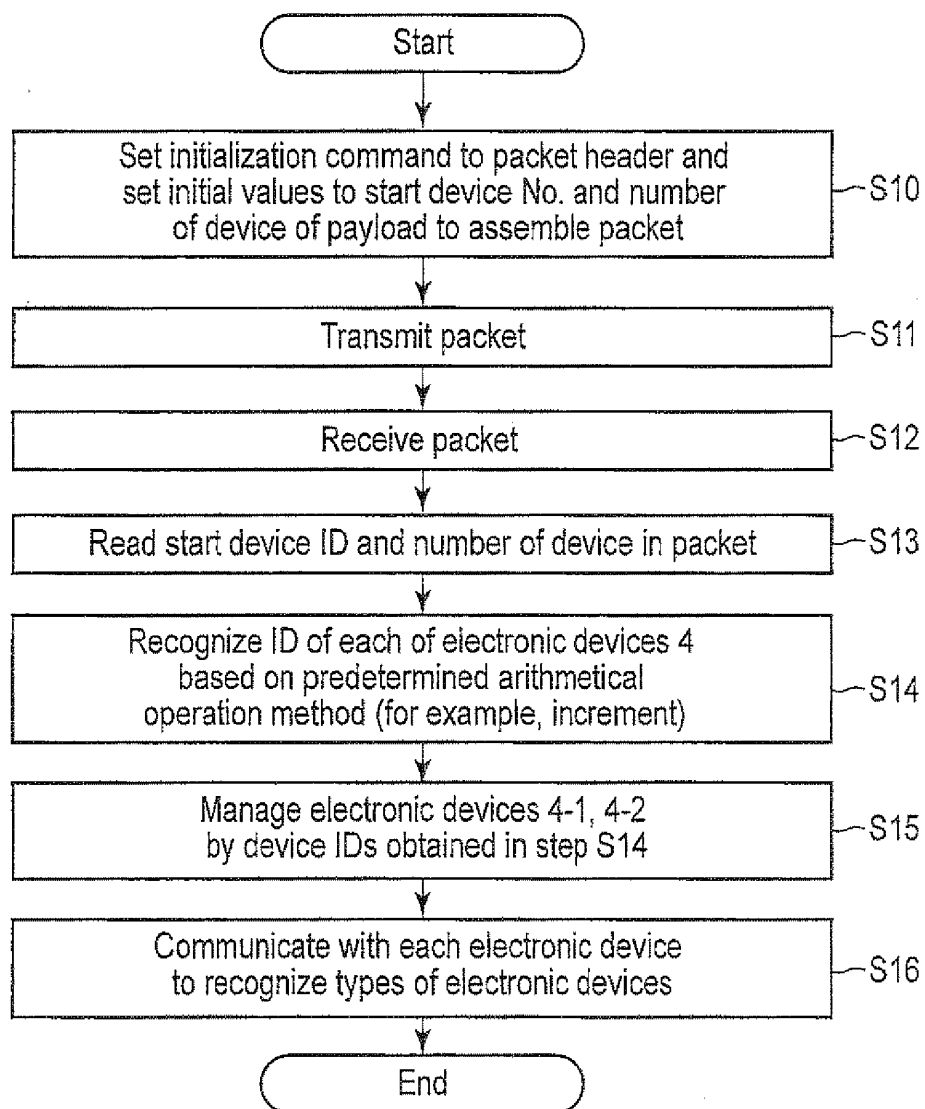 Start
Set initialization command to packet header and
set initial values to start device No. and number
of device of payload to assemble packet
S10
Transmit packet
S11
Receive packet
S12
Read start device ID and number of device in packet
S13
Recognize ID of each of electronic devices 4
based on predetermined arithmetical
operation method (for example, increment)
S14
Manage electronic devices 4-1, 4-2
by device IDs obtained in step S14
S15
Communicate with each electronic device
to recognize types of electronic devices
S16
End